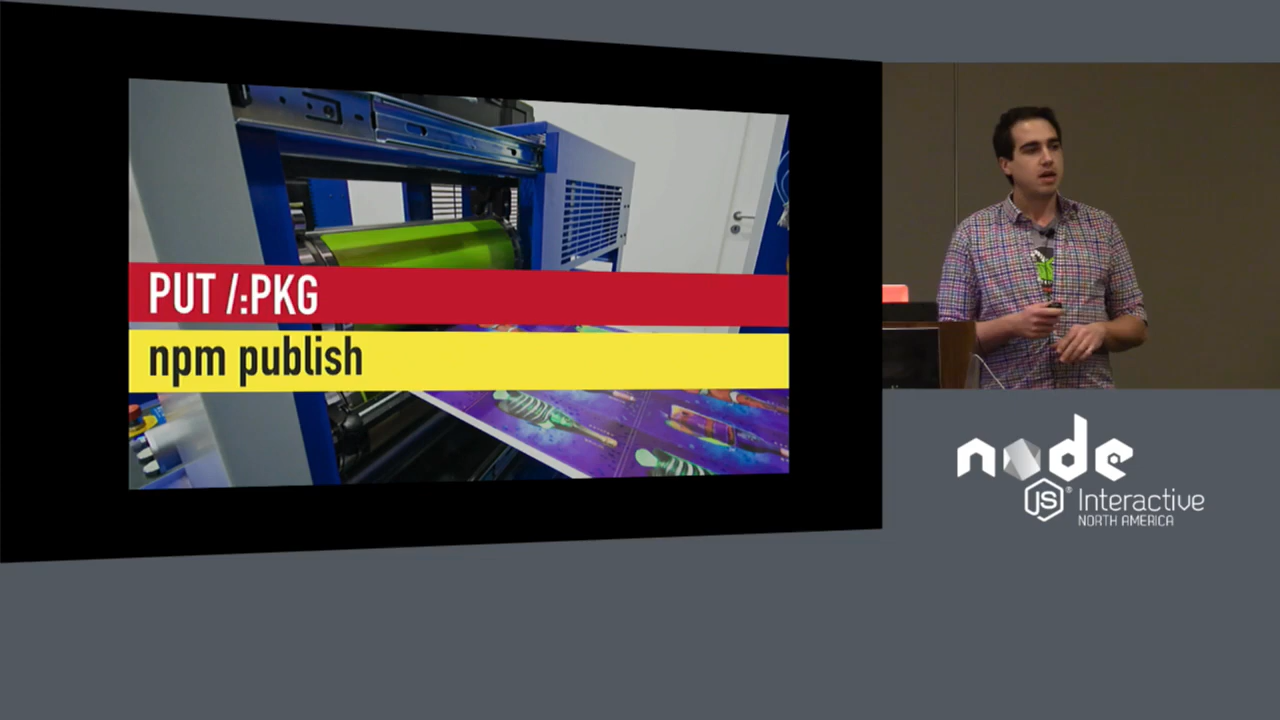 PUT /:PKG
npm publish
node
JS® Interactive
NORTH AMERICA